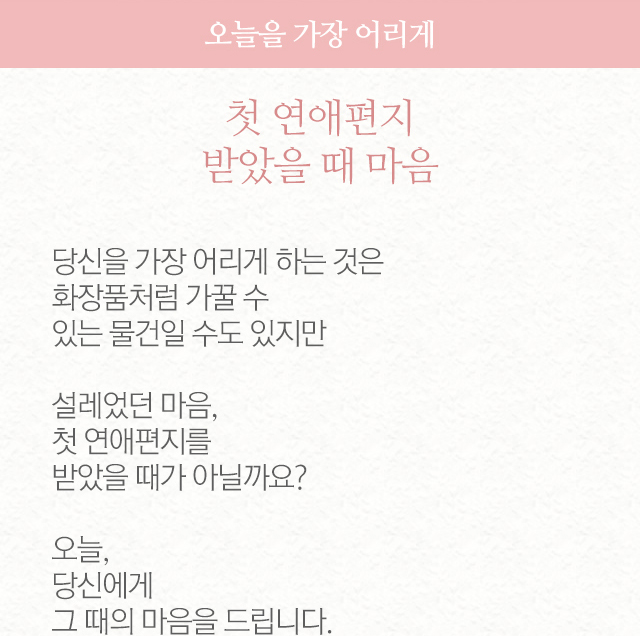 오늘을 가장 어리게
첫 연애편지
받았을 때 마음
당신을 가장 어리게 하는 것은
화장품처럼 가꿀 수
있는 물건일 수도 있지만
설레었던 마음,
첫 연애편지를
받았을 때가 아닐까요?
오늘,
당신에게
그 때의 마음을 드립니다.